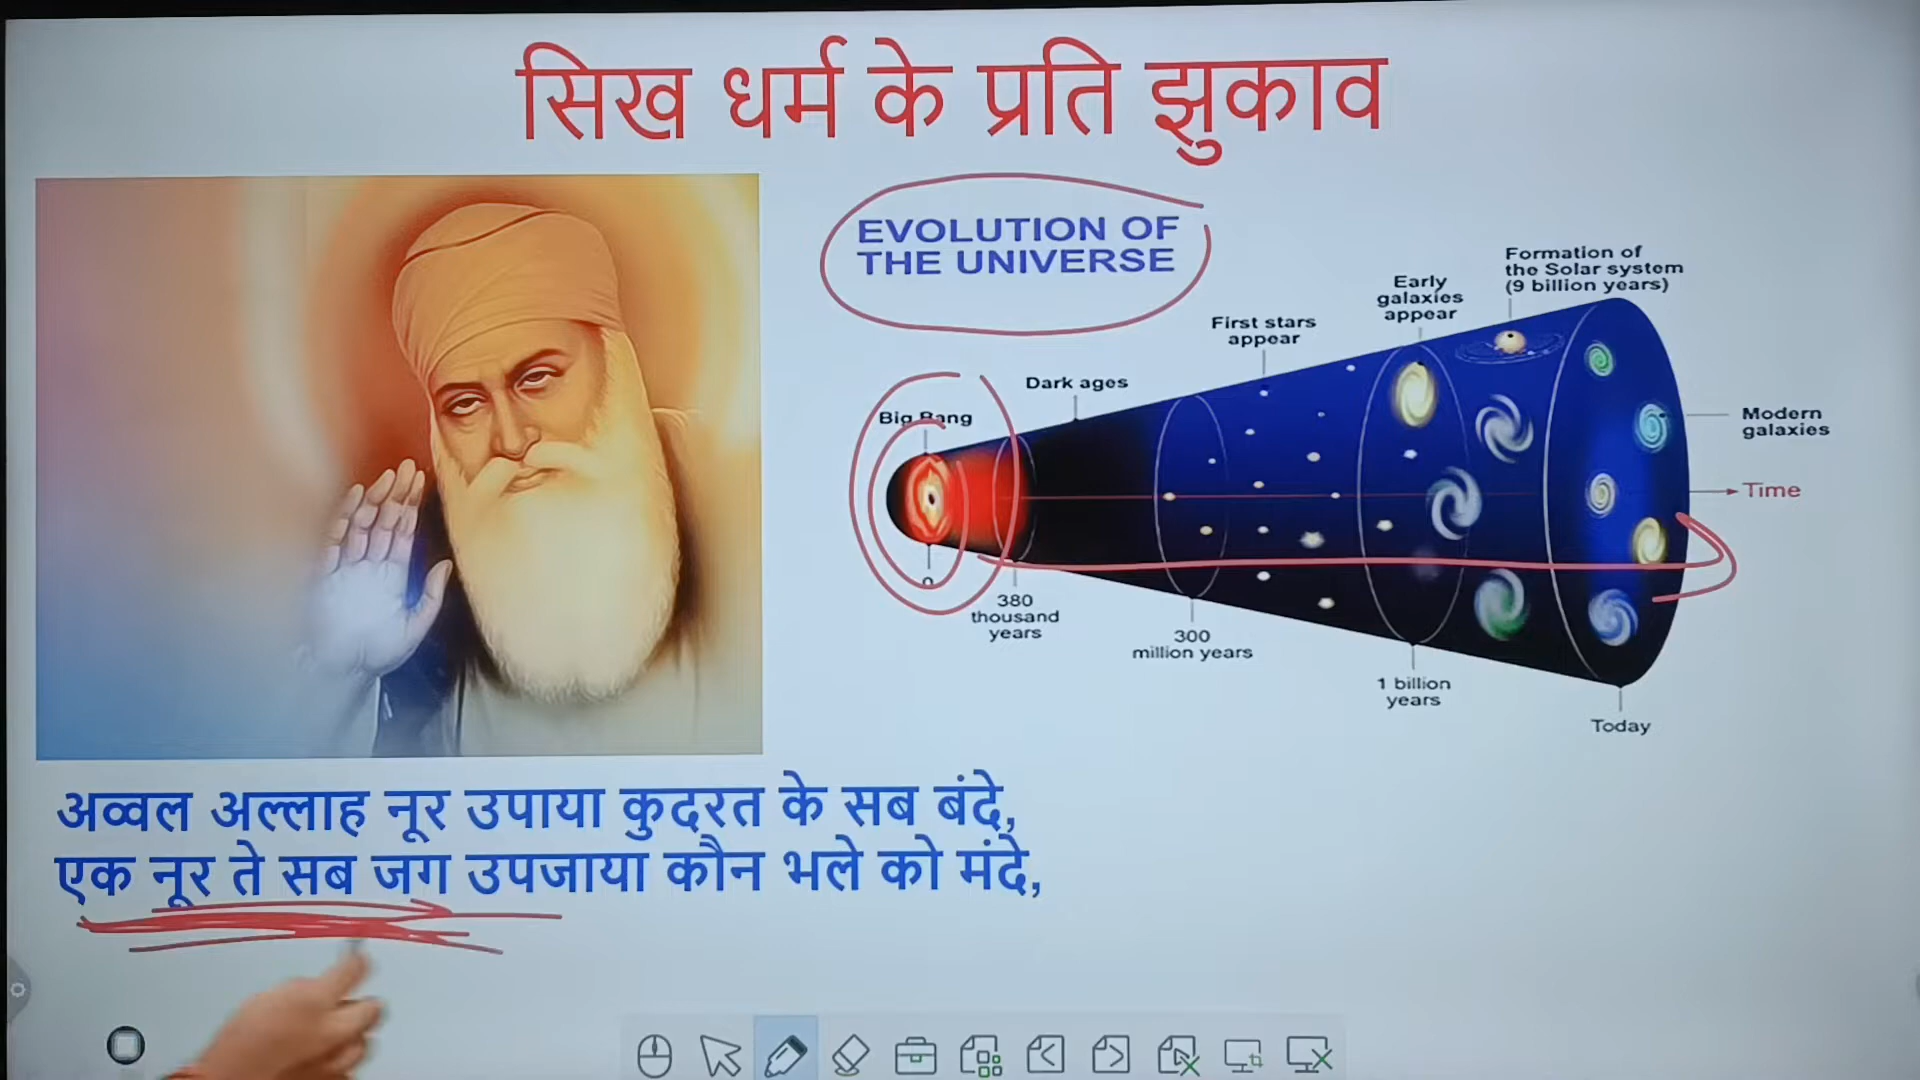 सिख धर्म के प्रति झुकाव
EVOLUTION OF
THE UNIVERSE
Formation of
the Solar system
(9 billion years)
Early
galaxies
appear
First stars
appear
Dark ages
Big Bang
Modern
galaxies
Time
0
380
thousand
years
300
million years
1 billion
years
Today
अव्वल अल्लाह नूर उपाया कुदरत के सब बंदे,
एक नूर ते सब जग उपजाया कौन भले को मंदे,